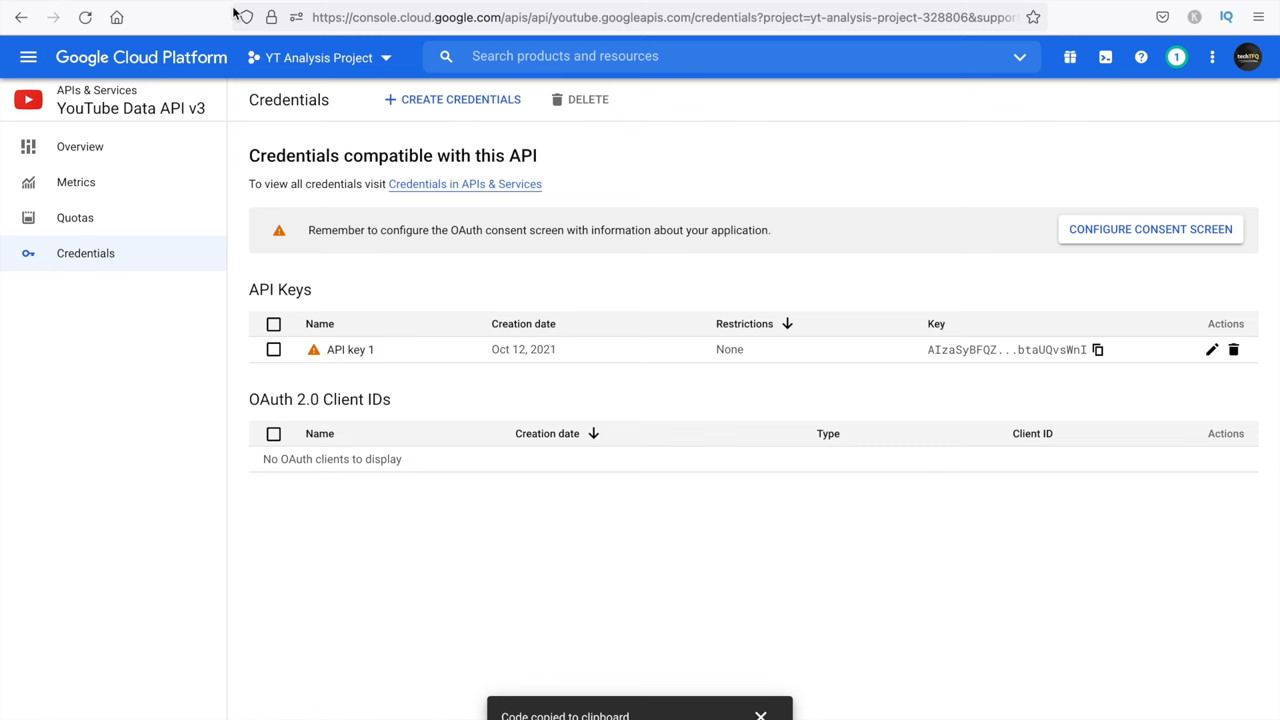 https://console.cloud.google.com/apis/api/youtube.googleapis.com/credentials?project=yt-analysis-project-328806&suppor
K
IQ
Google Cloud Platform
YT Analysis Project
Search products and resources
1
techTFQ
APIs & Services
YouTube Data API v3
Credentials
CREATE CREDENTIALS
DELETE
Overview
Metrics
Quotas
Credentials
Credentials compatible with this API
To view all credentials visit Credentials in APIs & Services
Remember to configure the OAuth consent screen with information about your application.
CONFIGURE CONSENT SCREEN
API Keys
Name Creation date Restrictions Key Actions
API key 1 Oct 12, 2021 None AIzaSyBFQZ...btaUQvsWnI
OAuth 2.0 Client IDs
Name Creation date Type Client ID Actions
No OAuth clients to display
Code copied to clipboard